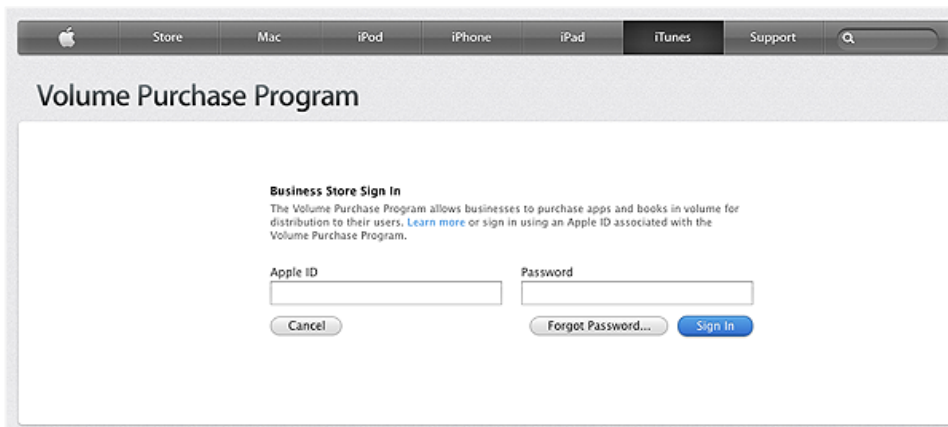 Store Mac iPod iPhone iPad iTunes Support
Volume Purchase Program
Business Store Sign In
The Volume Purchase Program allows businesses to purchase apps and books in volume for
distribution to their users. Learn more or sign in using an Apple ID associated with the
Volume Purchase Program.
Apple ID Password
Cancel Forgot Password... Sign In